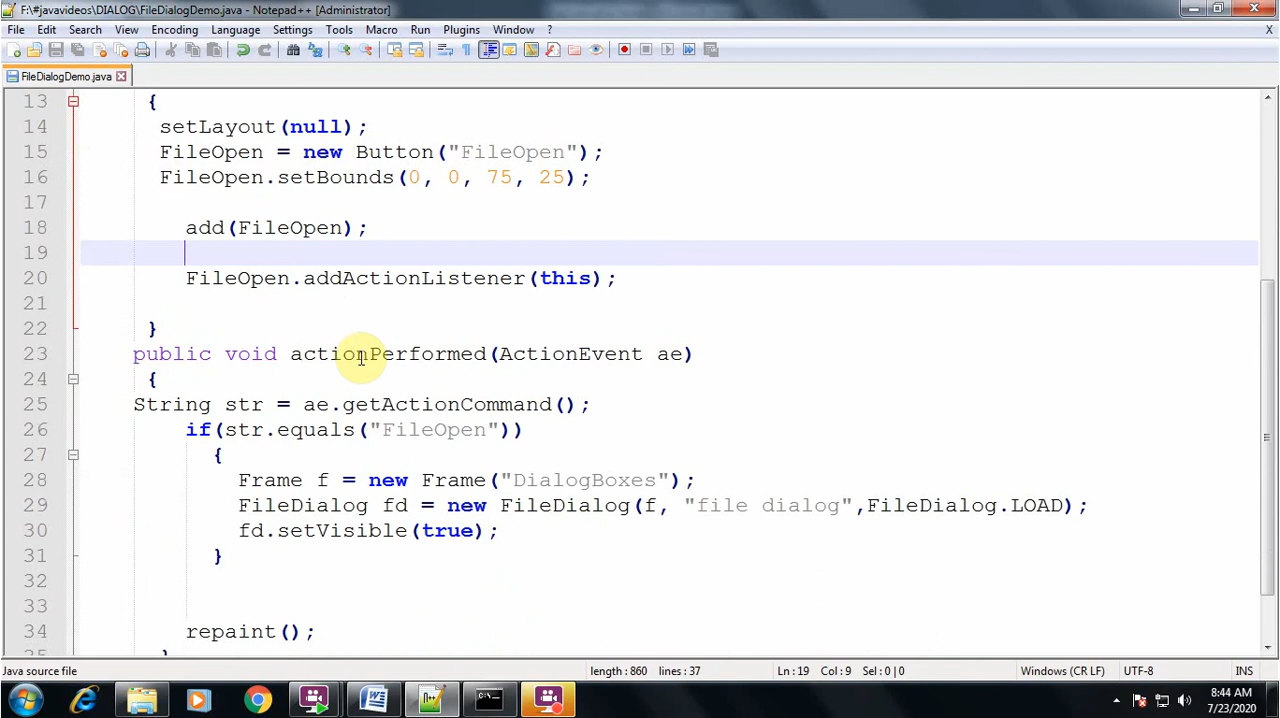 F:\#javavideos\DIALOG\FileDialogDemo.java - Notepad++ [Administrator]
File Edit Search View Encoding Language Settings Tools Macro Run Plugins Window ? X
FileDialogDemo.java
13 {
14 setLayout(null);
15 FileOpen = new Button("FileOpen");
16 FileOpen.setBounds(0, 0, 75, 25);
17
18 add(FileOpen);
19
20 FileOpen.addActionListener(this);
21
22 }
23 public void actionPerformed(ActionEvent ae)
24 {
25 String str = ae.getActionCommand();
26 if(str.equals("FileOpen"))
27 {
28 Frame f = new Frame("DialogBoxes");
29 FileDialog fd = new FileDialog(f, "file dialog",FileDialog.LOAD);
30 fd.setVisible(true);
31 }
32
33
34 repaint();
35 }
Java source file length : 860 lines : 37 Ln : 19 Col : 9 Sel : 0 | 0 Windows (CR LF) UTF-8 INS
8:44 AM
7/23/2020